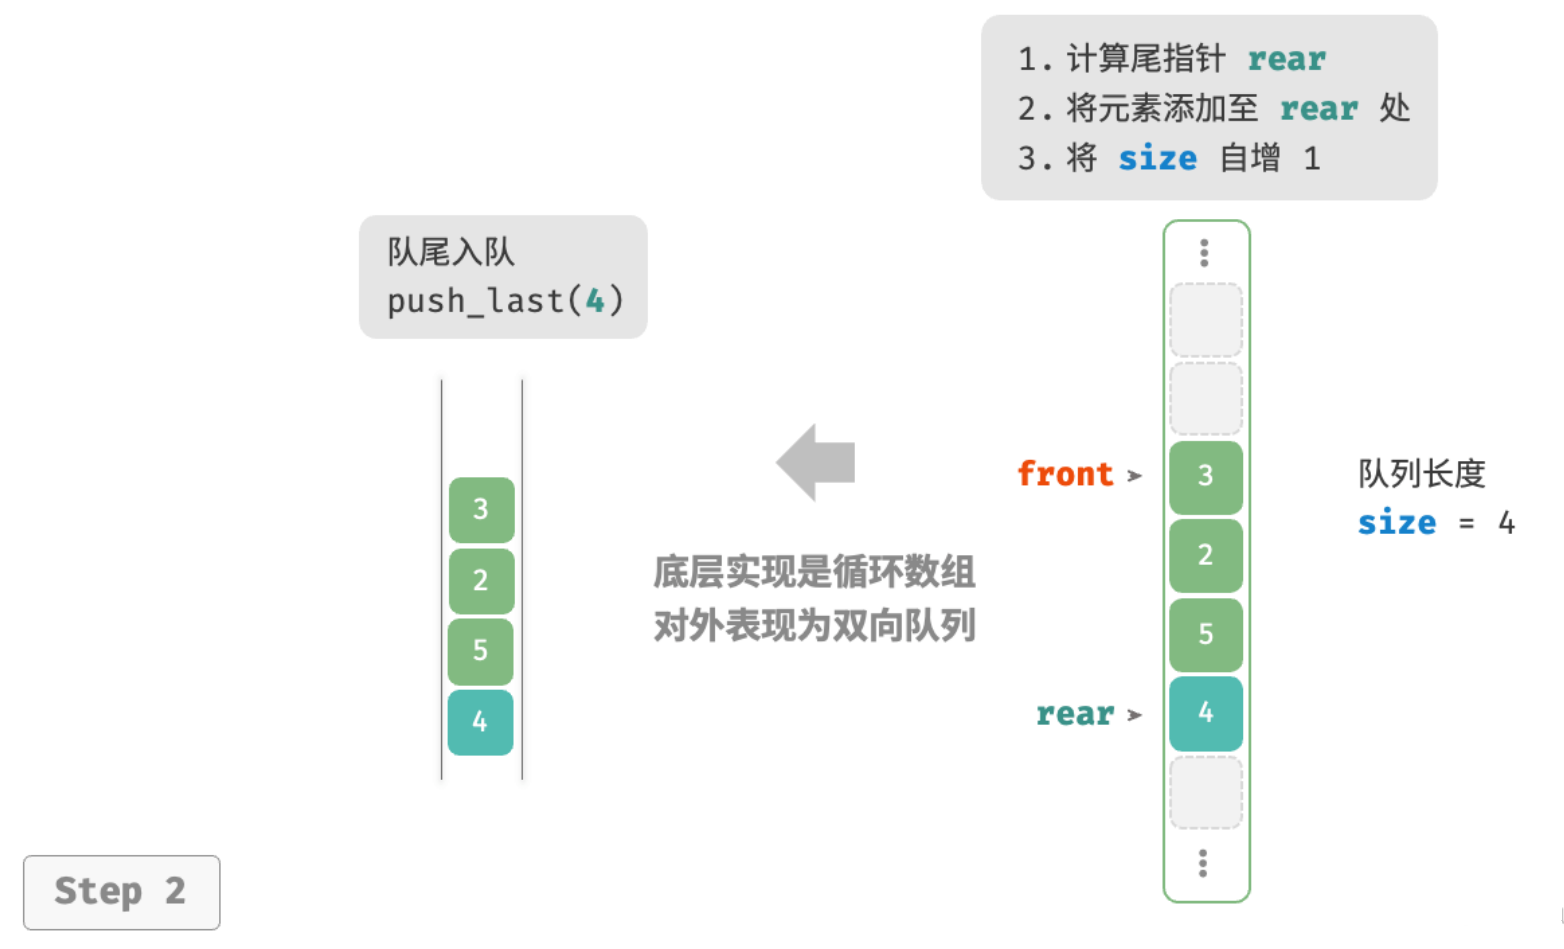 1. 计算尾指针 rear
2. 将元素添加至 rear 处
3. 将 size 自增 1
队尾入队
push_last(4)
3
2
5
4
底层实现是循环数组
对外表现为双向队列
front
rear
3
2
5
4
队列长度
size = 4
Step 2